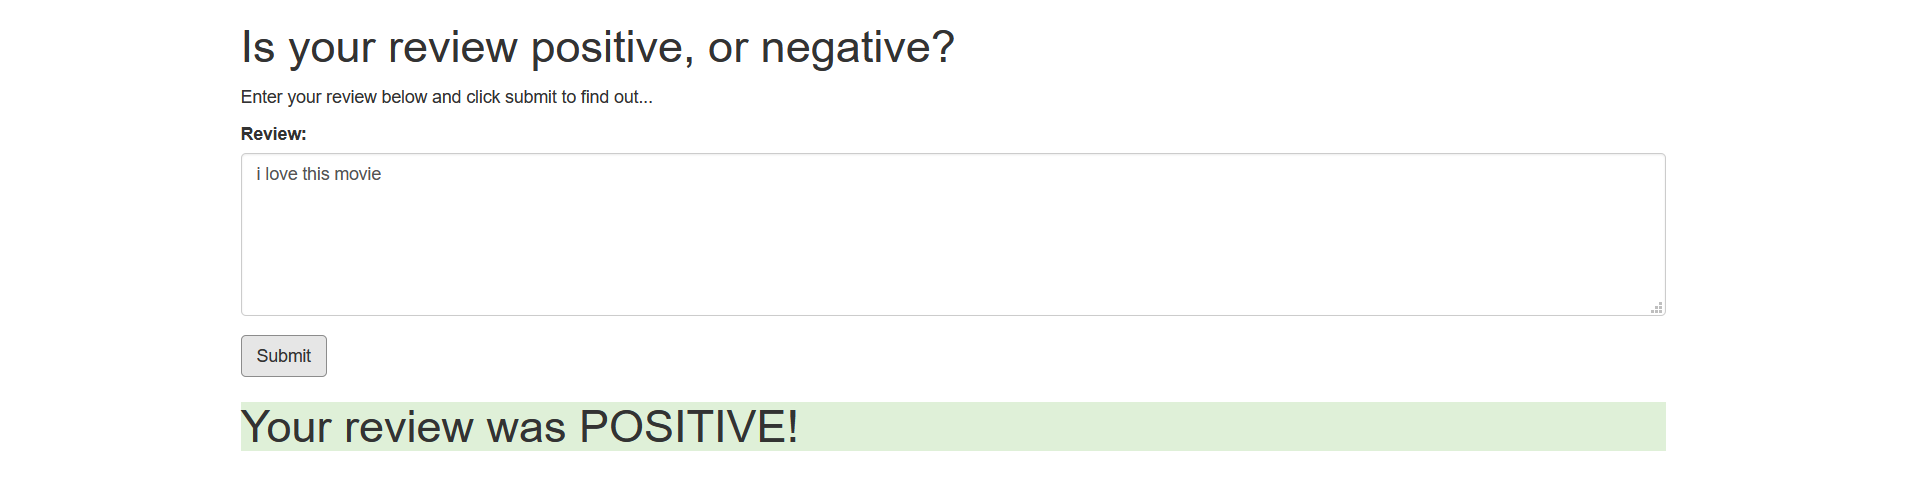 Is your review positive, or negative?
Enter your review below and click submit to find out...
Review:
i love this movie
Submit
Your review was POSITIVE!